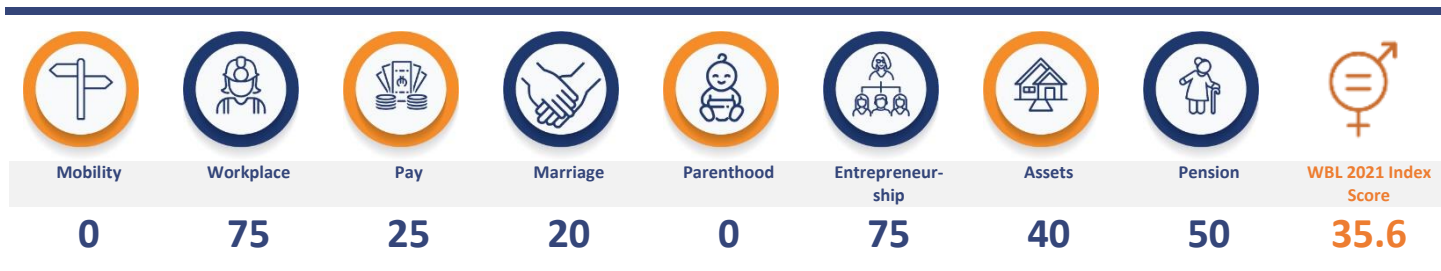 Mobility
Workplace
Pay
Marriage
Parenthood
Entrepreneur-
ship
Assets
Pension
WBL 2021 Index
Score
0
75
25
20
0
75
40
50
35.6